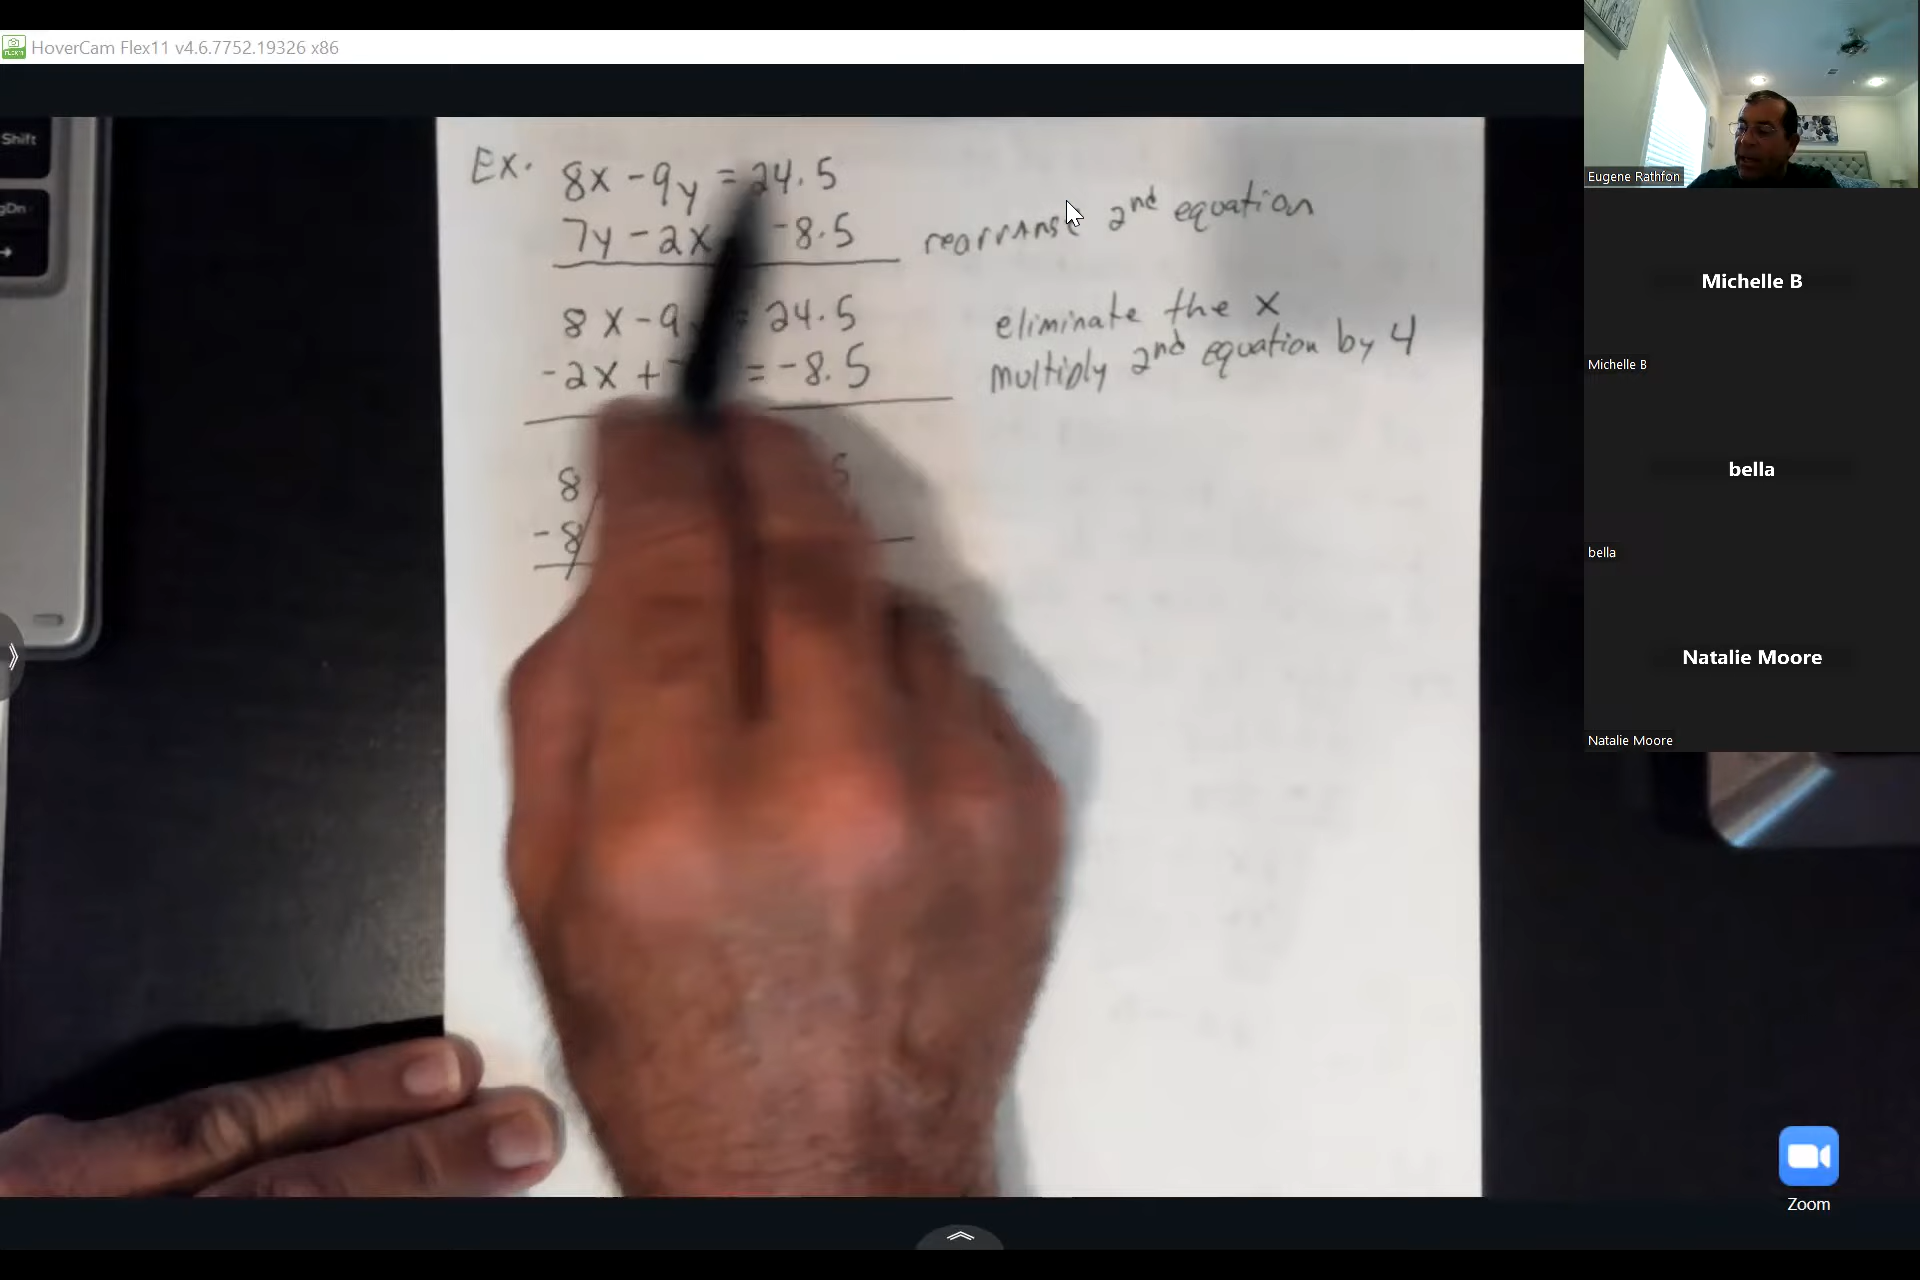 HoverCam Flex11 v4.6.7752.19326 x86
Shift
gDn
Ex. 8x - 9y = 24.5
7y - 2x -8.5 rearrange 2nd equation
8x - 9 = 24.5 eliminate the x
-2x + = -8.5 multiply 2nd equation by 4
8 5
-8
Eugene Rathfon
Michelle B
Michelle B
bella
bella
Natalie Moore
Natalie Moore
Zoom